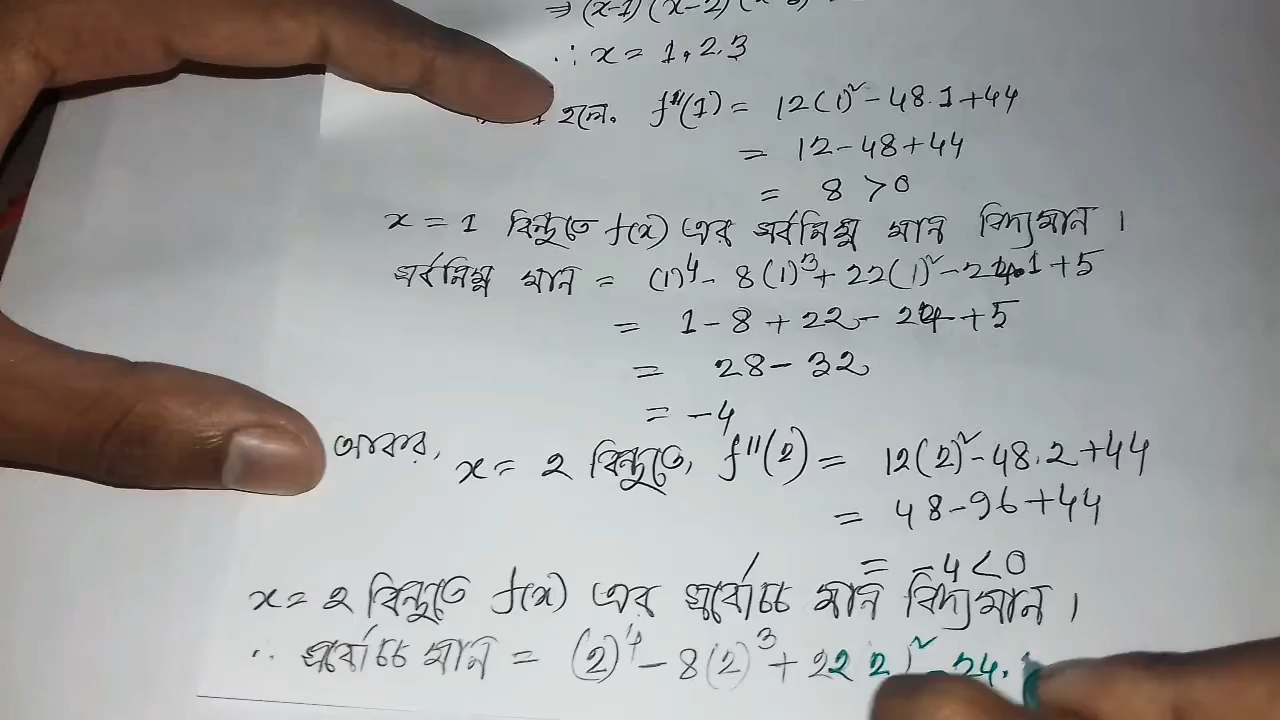 ⇒ (x-1)(x-2)(x-3)
∴ x = 1, 2.3
হলে. f"(1) = 12(1)² - 48.1 + 44
= 12 - 48 + 44
= 8 > 0
x = 1 বিন্দুতে f(x) এর সর্বনিম্ন মান বিদ্যমান ।
সর্বনিম্ন মান = (1)⁴ - 8(1)³ + 22(1)² - 24.1 + 5
= 1 - 8 + 22 - 24 + 5
= 28 - 32
= -4
আবার, x = 2 বিন্দুতে, f"(2) = 12(2)² - 48.2 + 44
= 48 - 96 + 44
= -4 < 0
x = 2 বিন্দুতে f(x) এর সর্বোচ্চ মান বিদ্যমান ।
∴ সর্বোচ্চ মান = (2)⁴ - 8(2)³ + 22 2)² - 24.